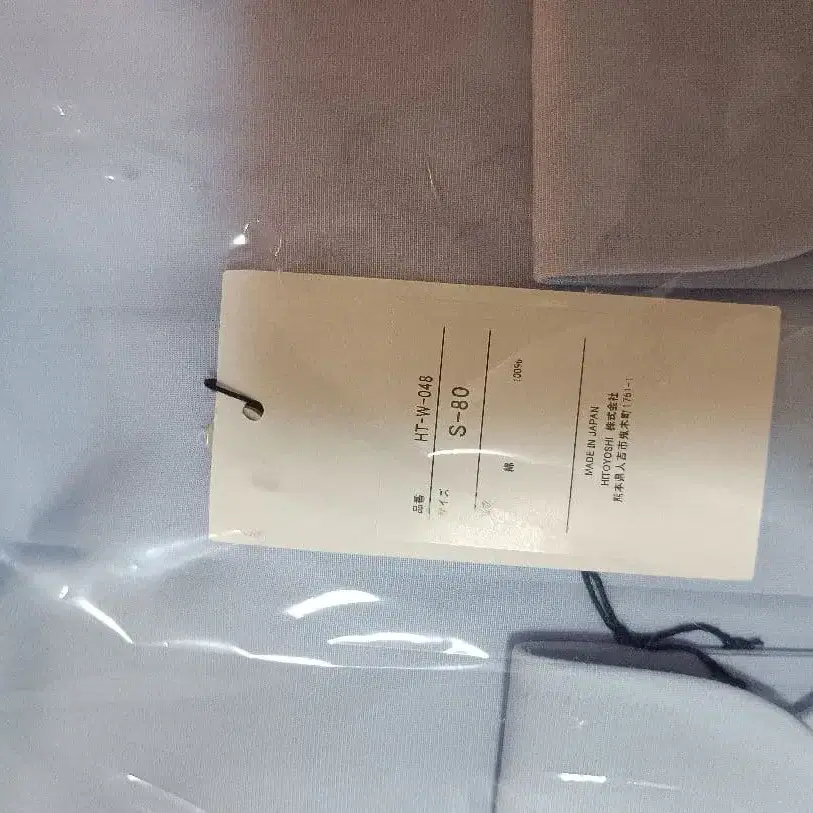 品番 HT-W-048
サイズ S-80
綿 100%
MADE IN JAPAN
HITOYOSHI 株式会社
熊本県人吉市鬼木町1761-1